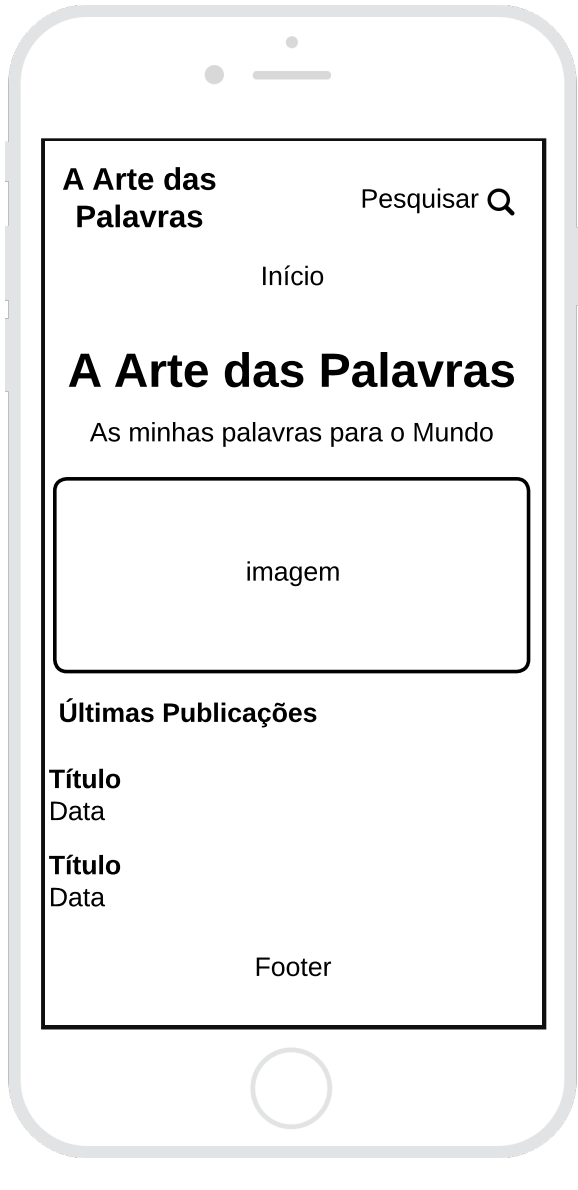 A Arte das
Palavras
Pesquisar
Início
A Arte das Palavras
As minhas palavras para o Mundo
imagem
Últimas Publicações
Título
Data
Título
Data
Footer